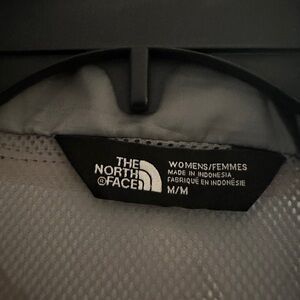 THE
NORTH
FACE
WOMENS/FEMMES
MADE IN INDONESIA
FABRIQUÉ EN INDONÉSIE
M/M